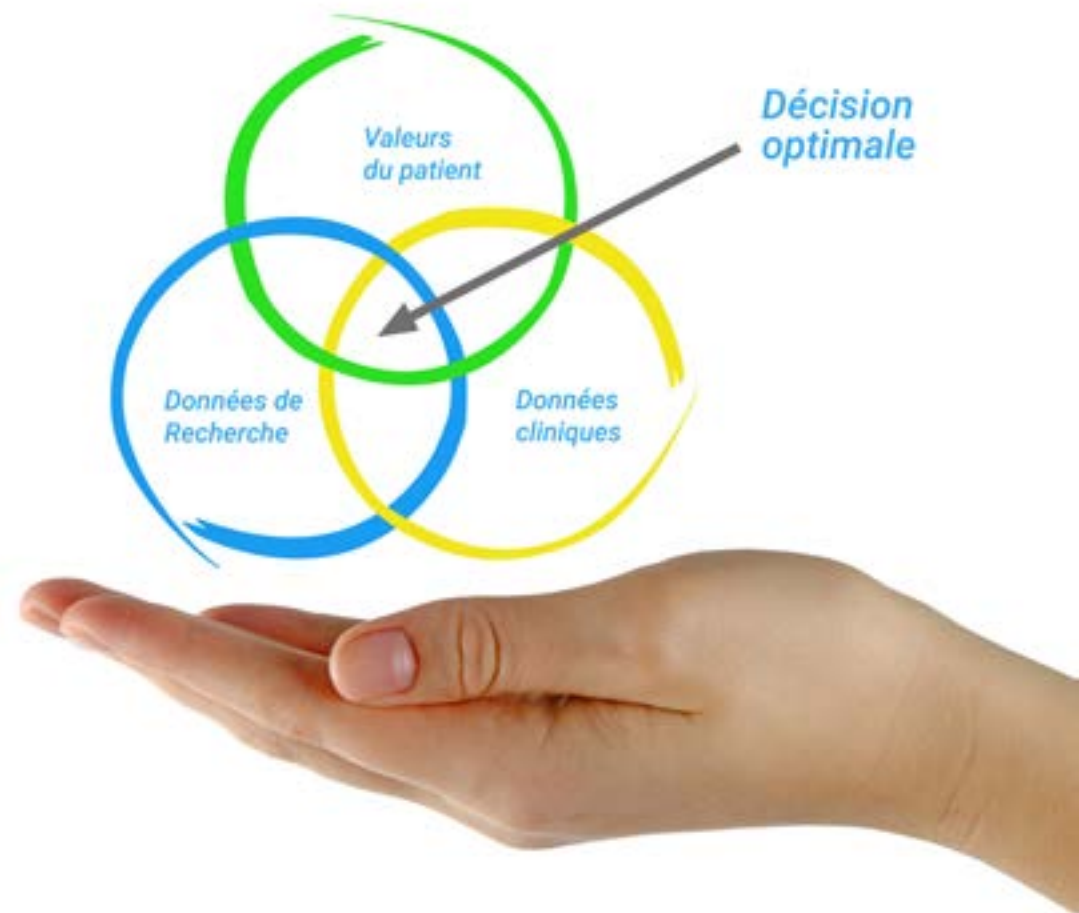 Décision
optimale
Valeurs
du patient
Données de
Recherche
Données
cliniques